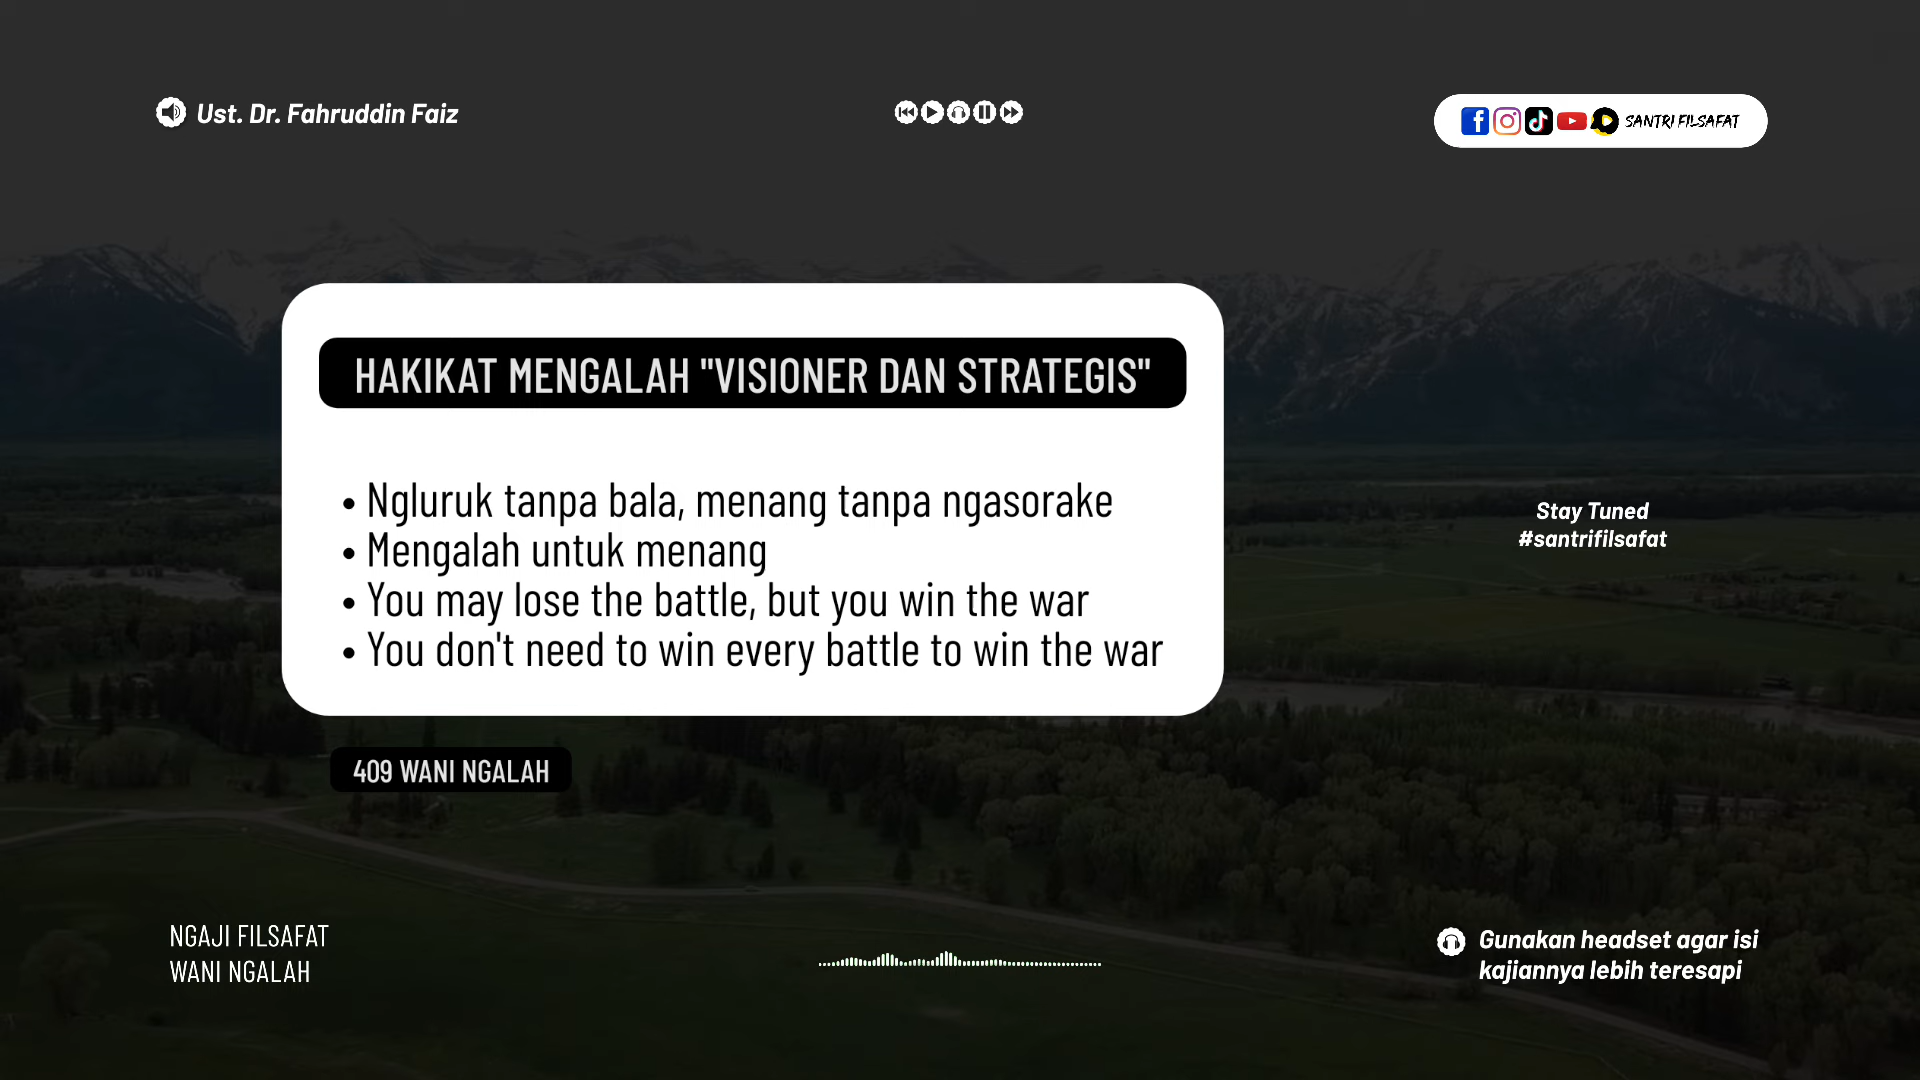 Ust. Dr. Fahruddin Faiz
SANTRI FILSAFAT
HAKIKAT MENGALAH "VISIONER DAN STRATEGIS"
• Ngluruk tanpa bala, menang tanpa ngasorake
• Mengalah untuk menang
• You may lose the battle, but you win the war
• You don't need to win every battle to win the war
Stay Tuned
#santrifilsafat
409 WANI NGALAH
NGAJI FILSAFAT
WANI NGALAH
Gunakan headset agar isi
kajiannya lebih teresapi